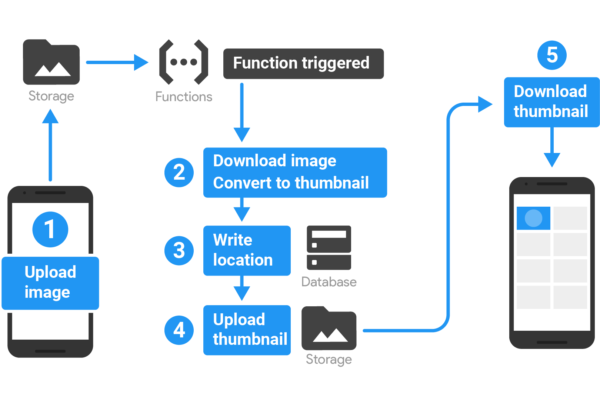 Storage
Functions
Function triggered
1
Upload
image
2
Download image
Convert to thumbnail
3
Write
location
Database
4
Upload
thumbnail
Storage
5
Download
thumbnail